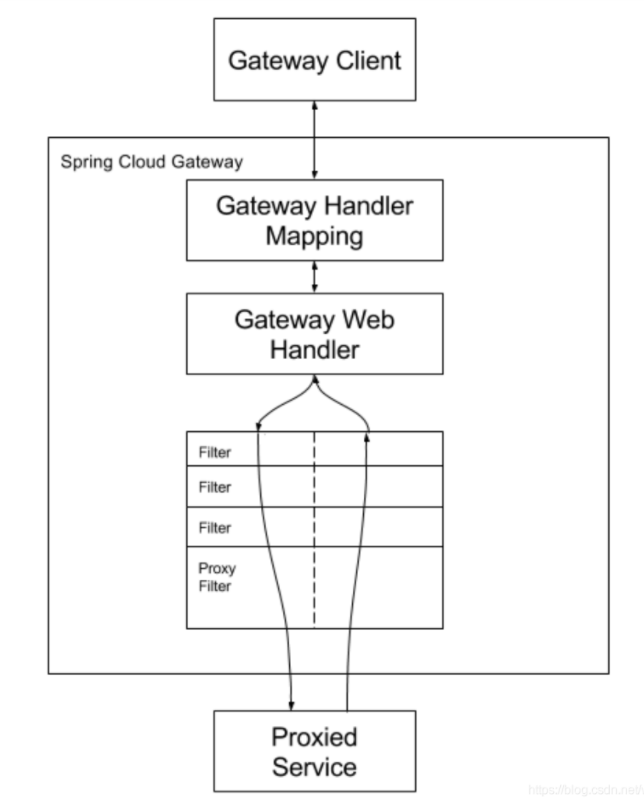 Gateway Client
Spring Cloud Gateway
Gateway Handler
Mapping
Gateway Web
Handler
Filter
Filter
Filter
Proxy
Filter
Proxied
Service
https://blog.csdn.net/